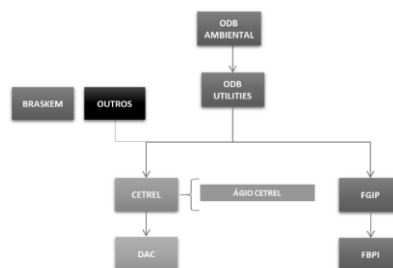 ODB
AMBIENTAL
ODB
UTILITIES
BRASKEM
OUTROS
CETREL
ÁGIO CETREL
FGIP
DAC
FBPI